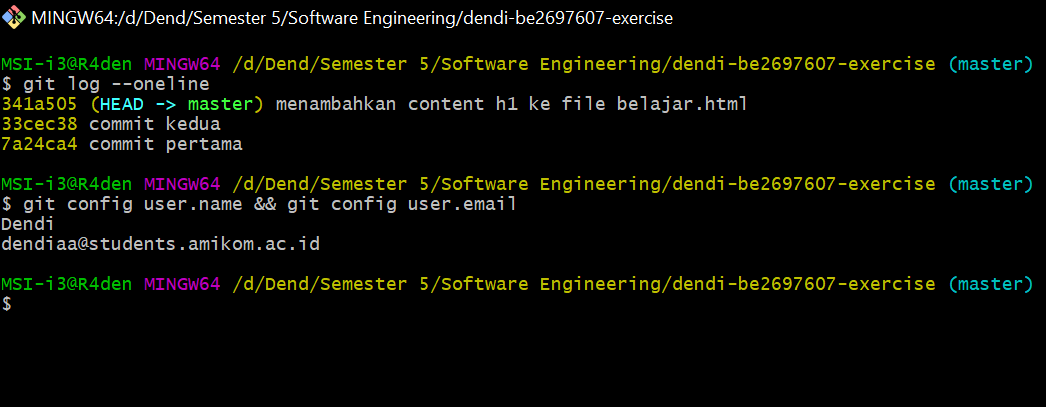 MINGW64:/d/Dend/Semester 5/Software Engineering/dendi-be2697607-exercise
MSI-i3@R4den MINGW64 /d/Dend/Semester 5/Software Engineering/dendi-be2697607-exercise (master)
$ git log --oneline
341a505 (HEAD -> master) menambahkan content h1 ke file belajar.html
33cec38 commit kedua
7a24ca4 commit pertama
MSI-i3@R4den MINGW64 /d/Dend/Semester 5/Software Engineering/dendi-be2697607-exercise (master)
$ git config user.name && git config user.email
Dendi
dendiaa@students.amikom.ac.id
MSI-i3@R4den MINGW64 /d/Dend/Semester 5/Software Engineering/dendi-be2697607-exercise (master)
$